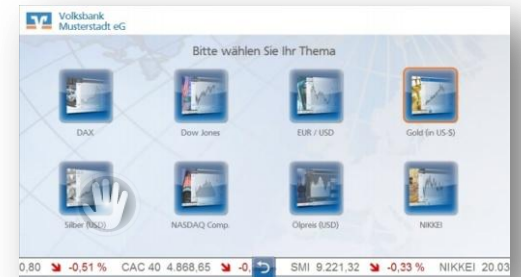 Volksbank
Musterstadt eG
Bitte wählen Sie Ihr Thema
DAX
Dow Jones
EUR / USD
Gold (in US-$)
Silber (USD)
NASDAQ Comp.
Ölpreis (USD)
NIKKEI
0,80 -0,51 % CAC 40 4.868,65 -0, SMI 9.221,32 -0,33 % NIKKEI 20.03